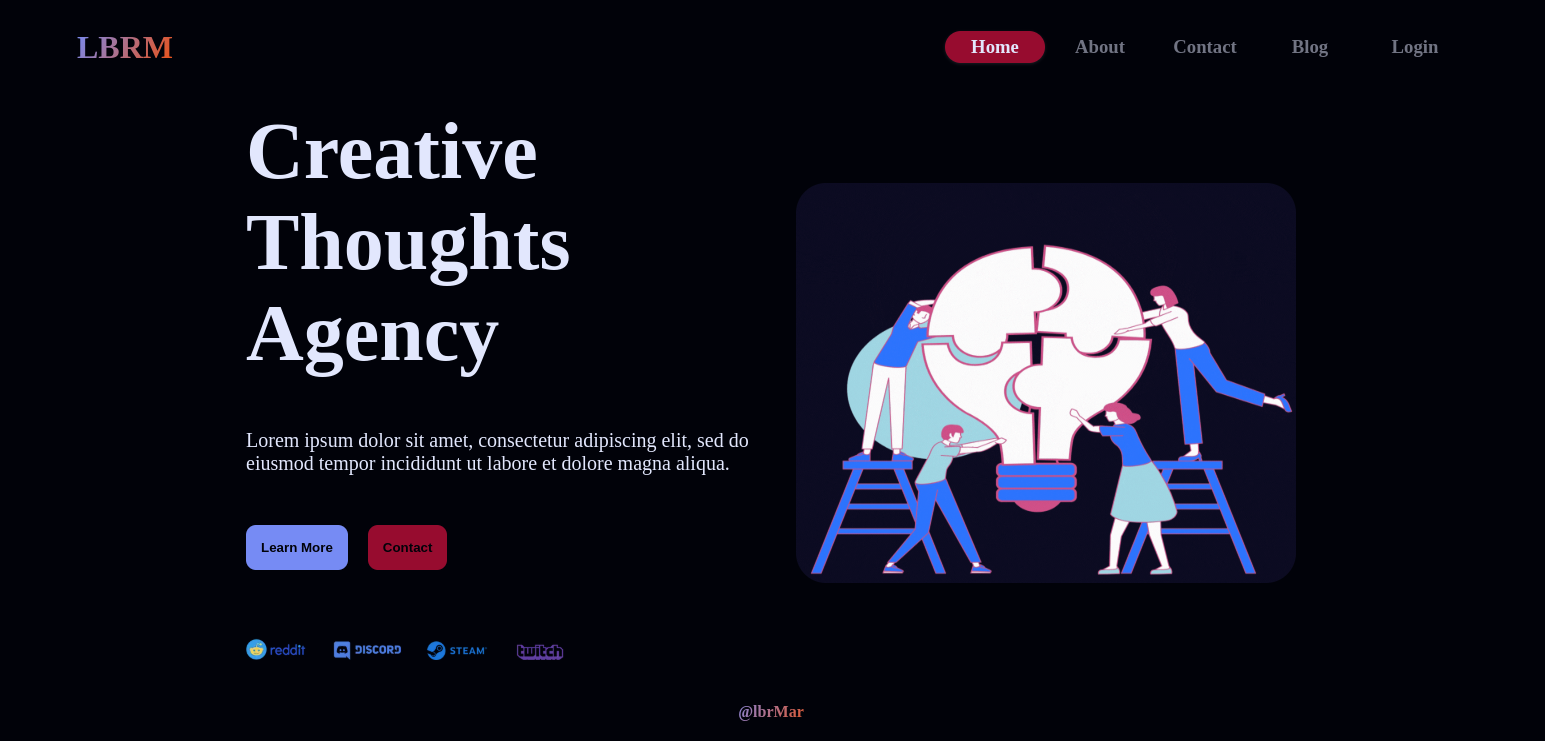 LBRM
Home
About
Contact
Blog
Login
Creative
Thoughts
Agency
Lorem ipsum dolor sit amet, consectetur adipiscing elit, sed do
eiusmod tempor incididunt ut labore et dolore magna aliqua.
Learn More
Contact
reddit
DISCORD
STEAM
twitch
@lbrMar